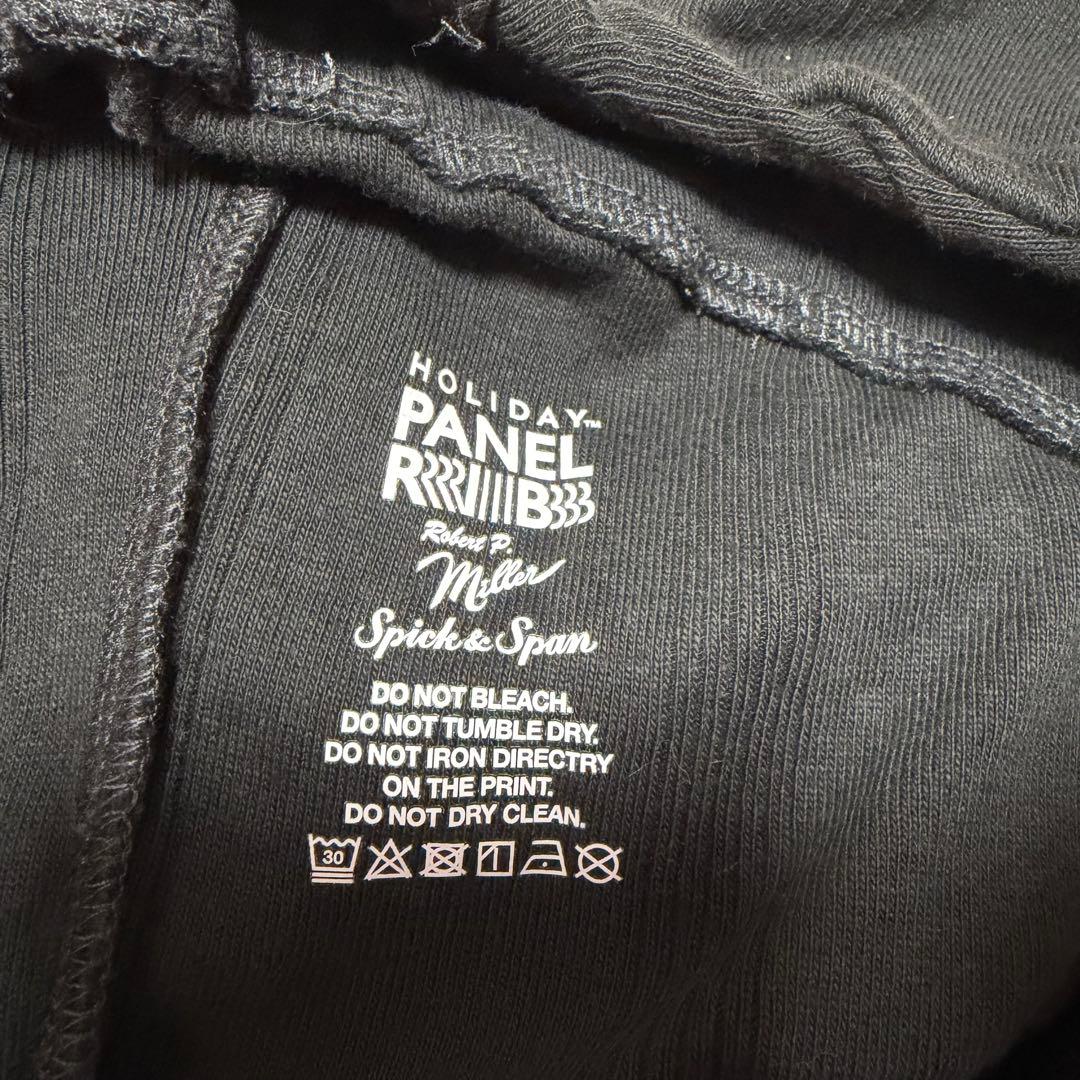 HOLIDAY™
PANEL
RIB
Robert P.
Miller
Spick & Span
DO NOT BLEACH.
DO NOT TUMBLE DRY.
DO NOT IRON DIRECTRY
ON THE PRINT.
DO NOT DRY CLEAN.
30